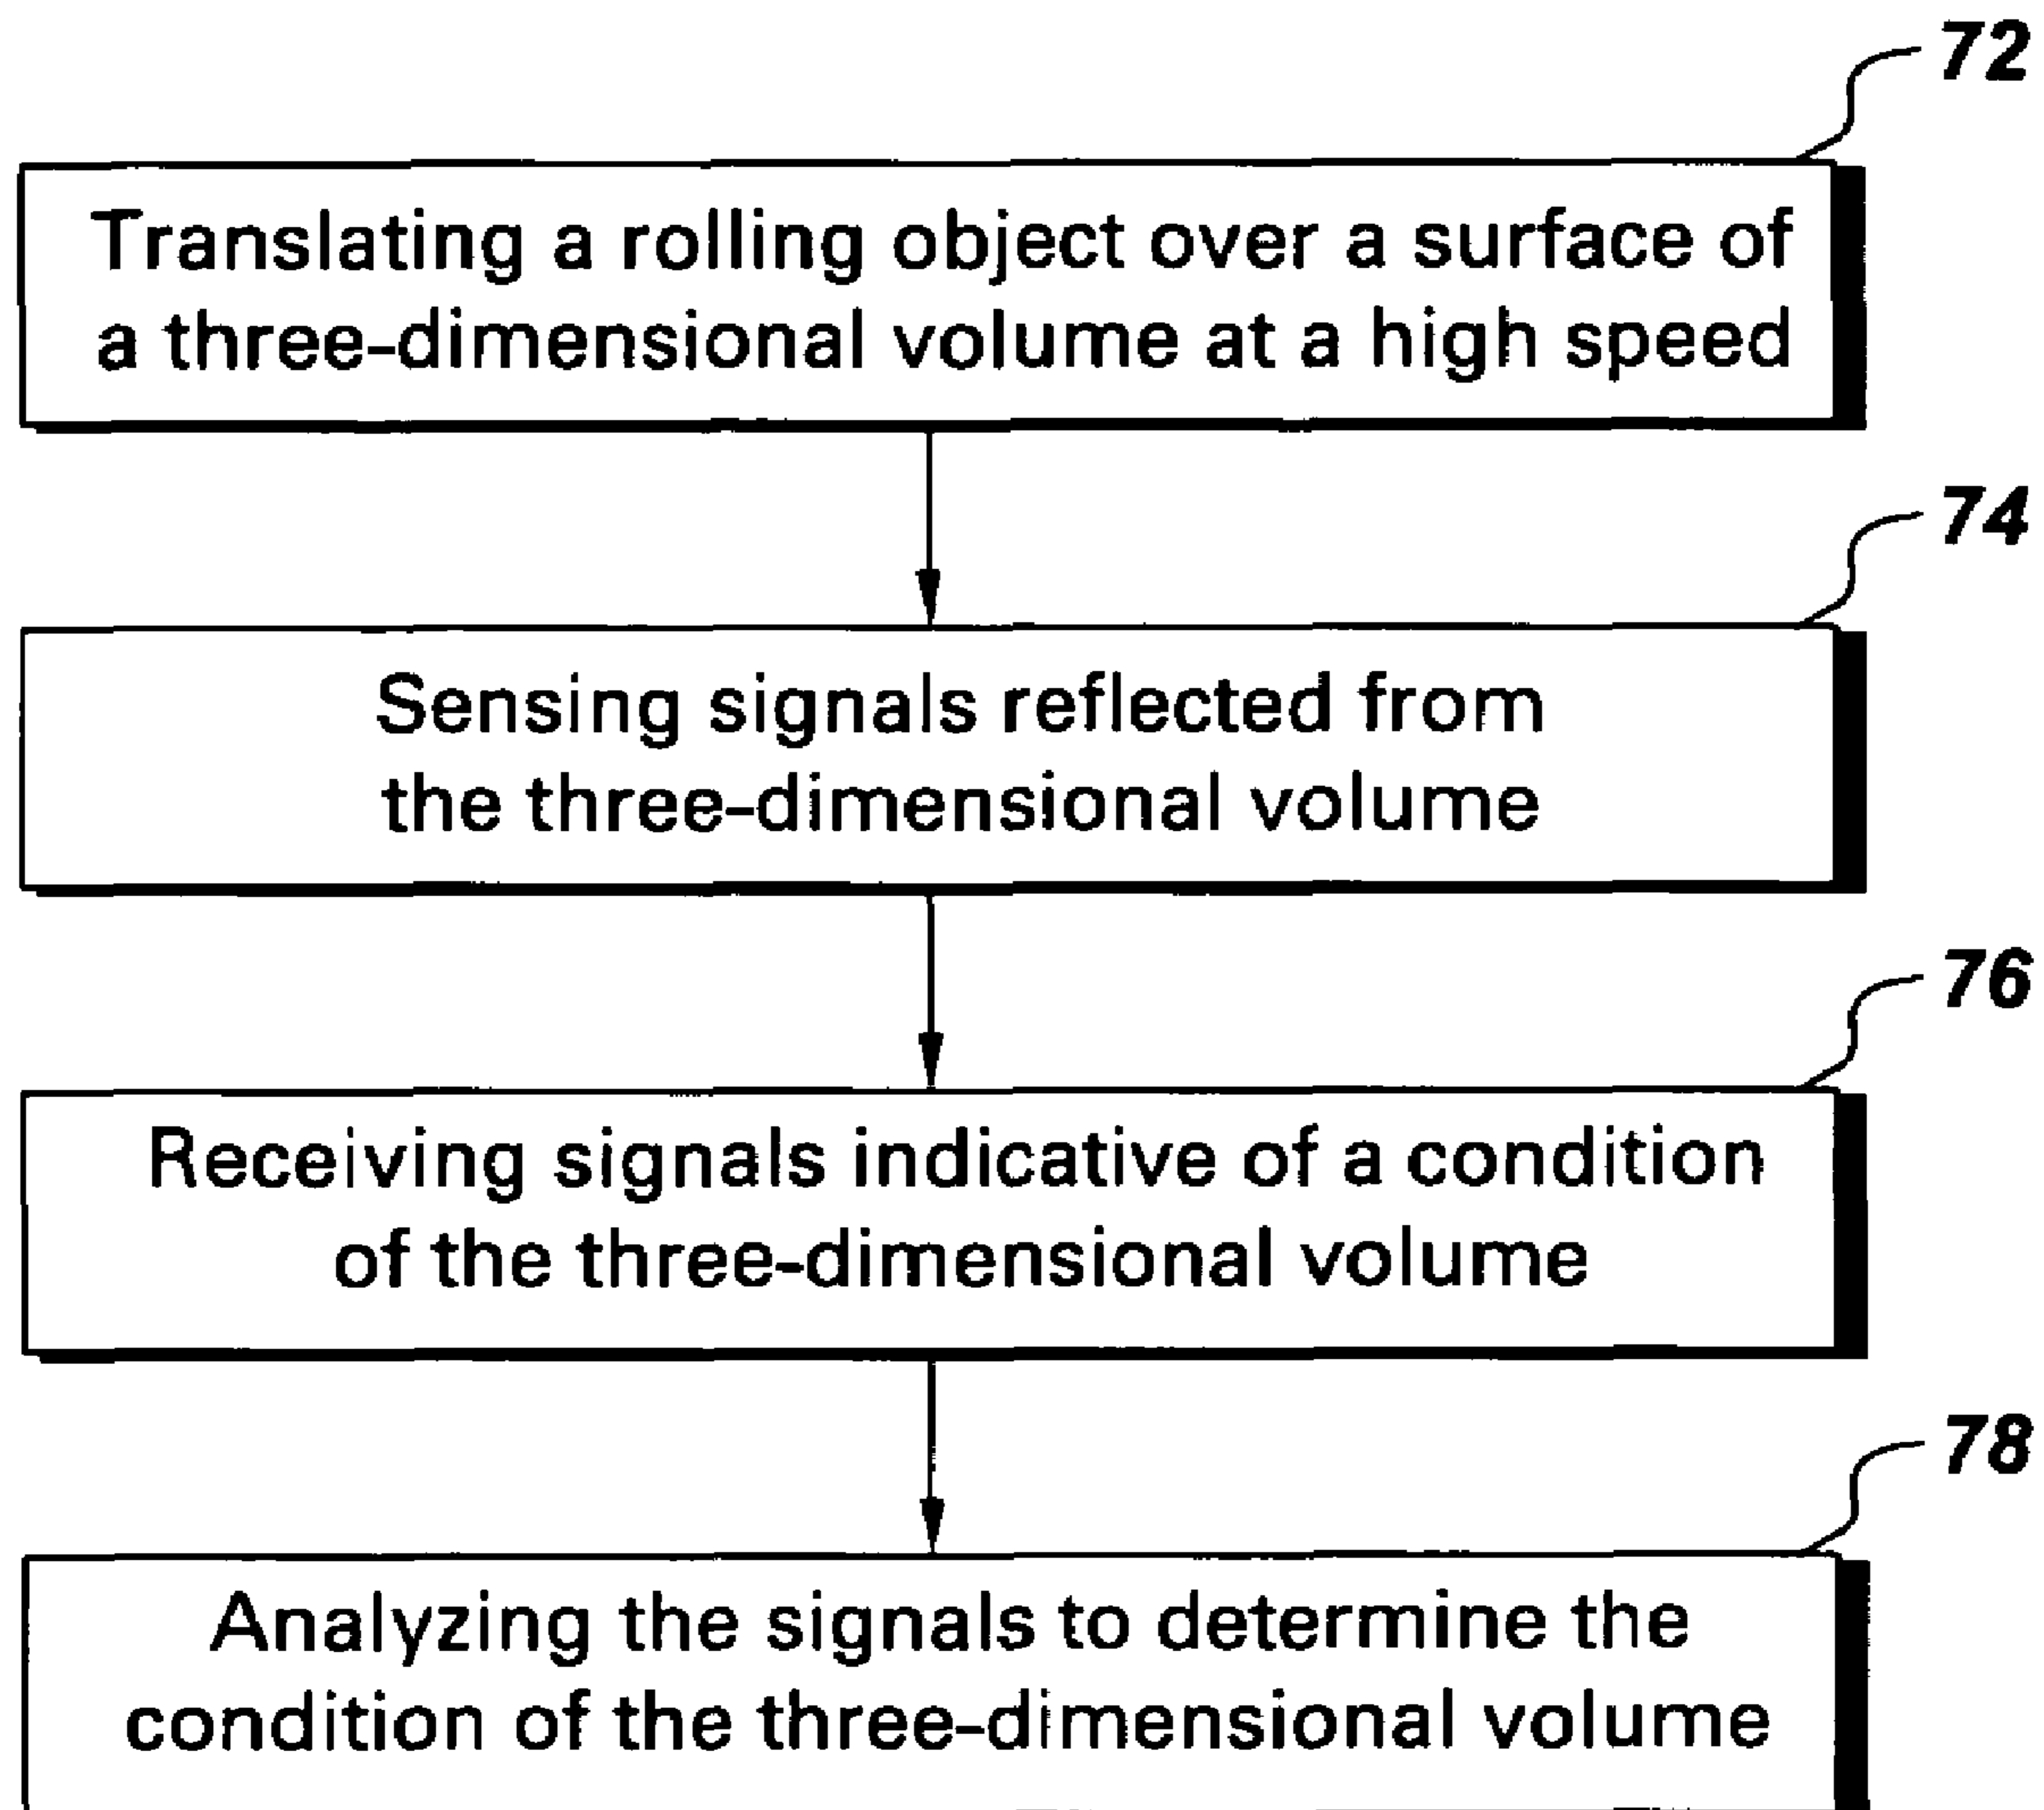 72
Translating a rolling object over a surface of
a three-dimensional volume at a high speed
74
Sensing signals reflected from
the three-dimensional volume
76
Receiving signals indicative of a condition
of the three-dimensional volume
78
Analyzing the signals to determine the
condition of the three-dimensional volume